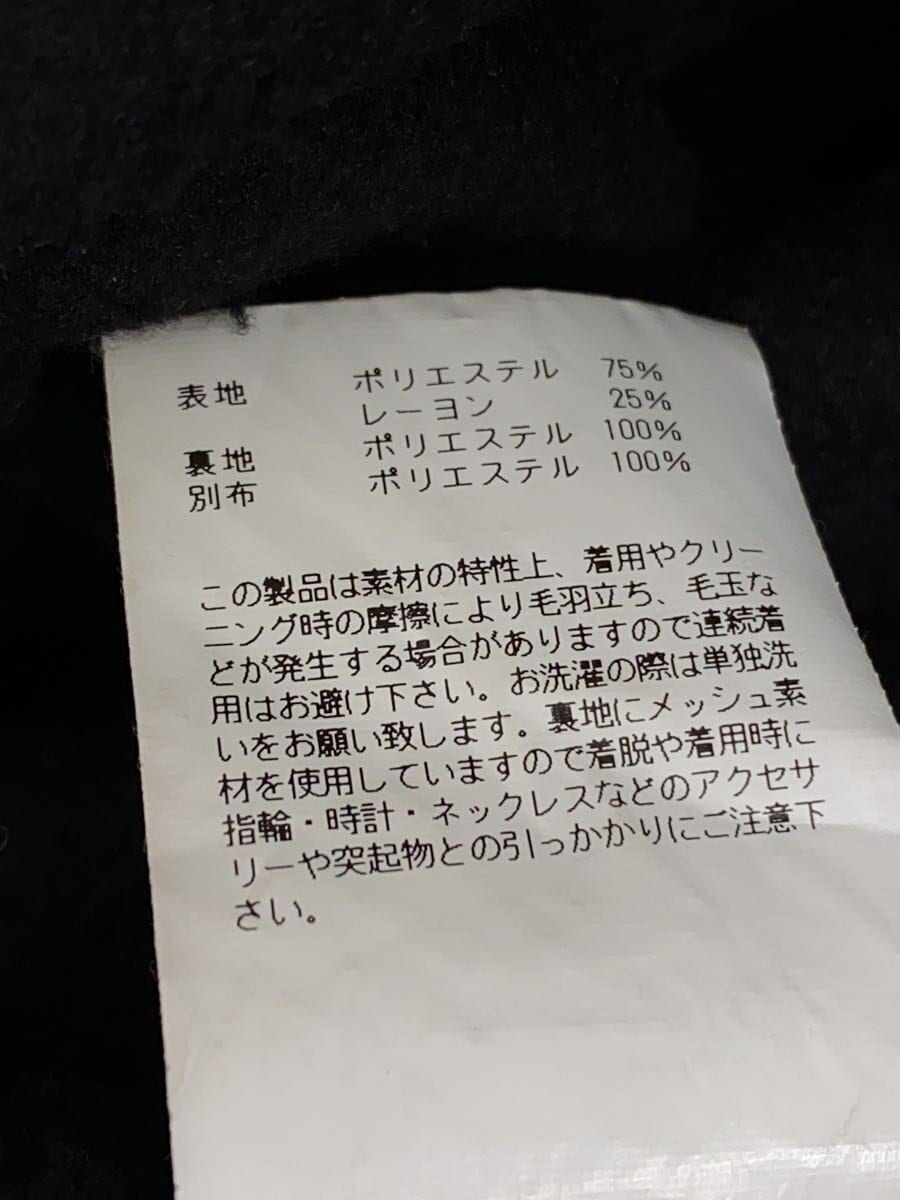 表地 ポリエステル 75%
レーヨン 25%
裏地 ポリエステル 100%
別布 ポリエステル 100%
この製品は素材の特性上、着用やクリー
ニング時の摩擦により毛羽立ち、毛玉な
どが発生する場合がありますので連続着
用はお避け下さい。お洗濯の際は単独洗
いをお願い致します。裏地にメッシュ素
材を使用していますので着脱や着用時に
指輪・時計・ネックレスなどのアクセサ
リーや突起物との引っかかりにご注意下
さい。